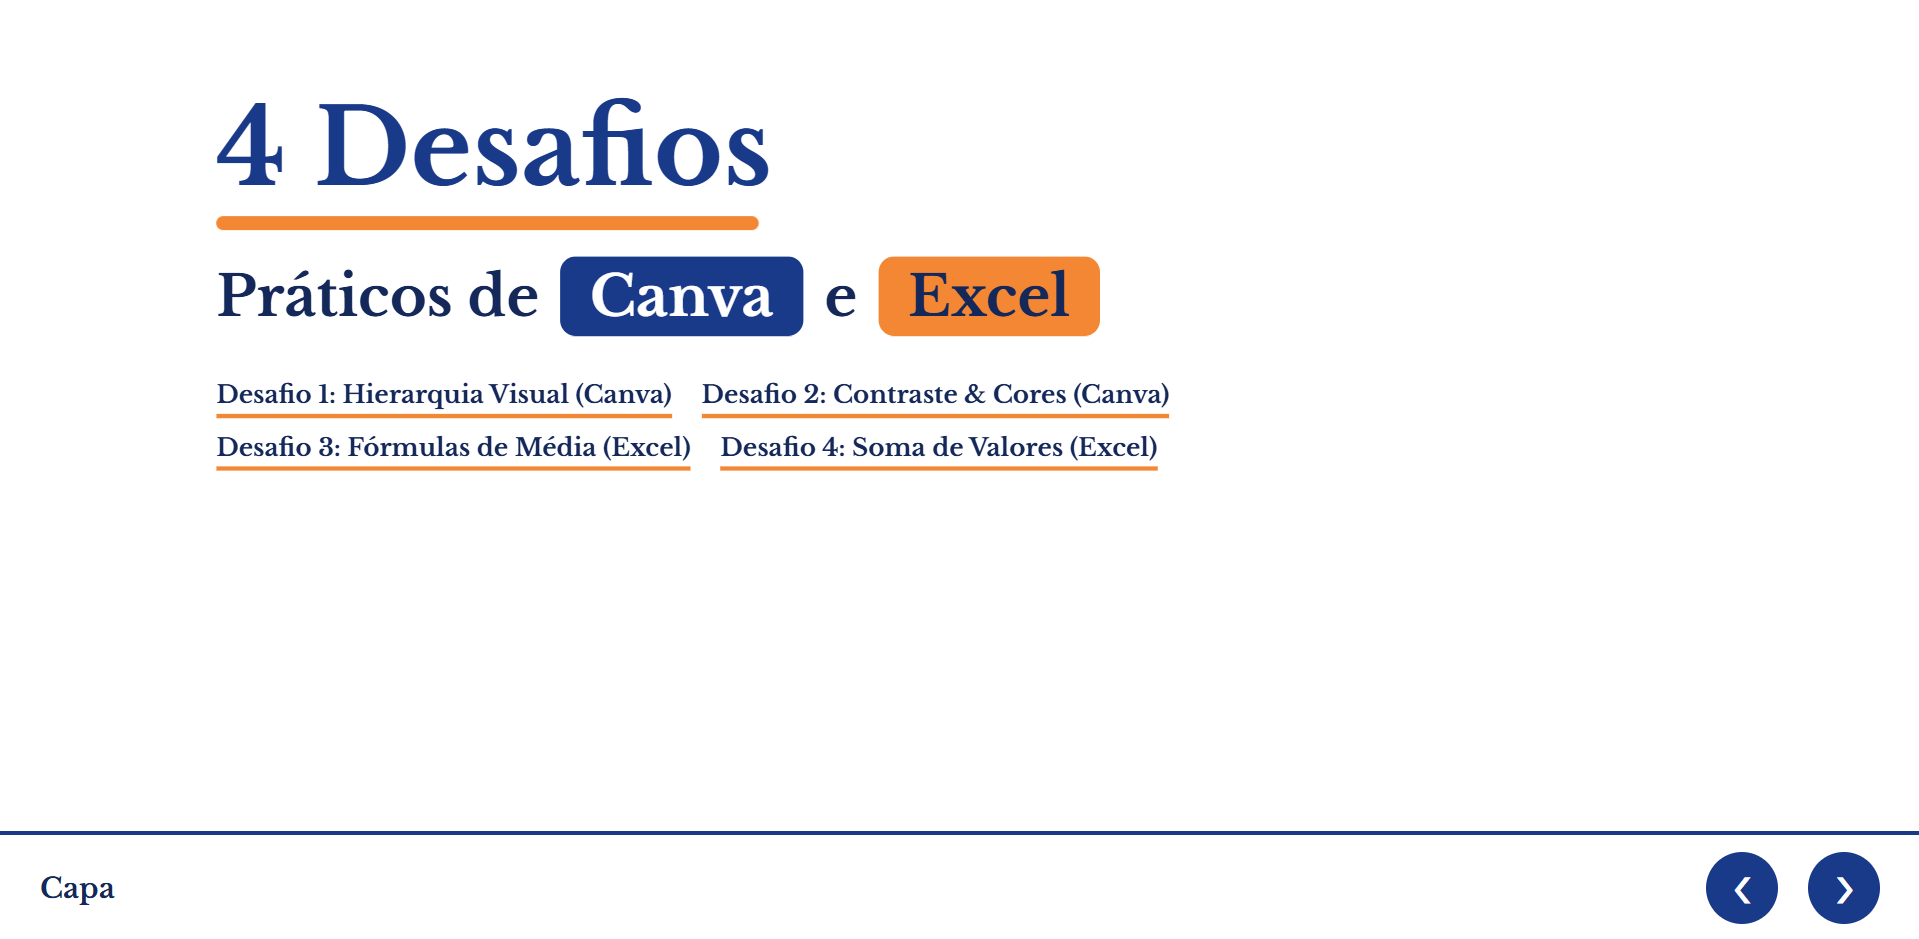 4 Desafios
Práticos de Canva e Excel
Desafio 1: Hierarquia Visual (Canva) Desafio 2: Contraste & Cores (Canva)
Desafio 3: Fórmulas de Média (Excel) Desafio 4: Soma de Valores (Excel)
Capa
❮ ❯